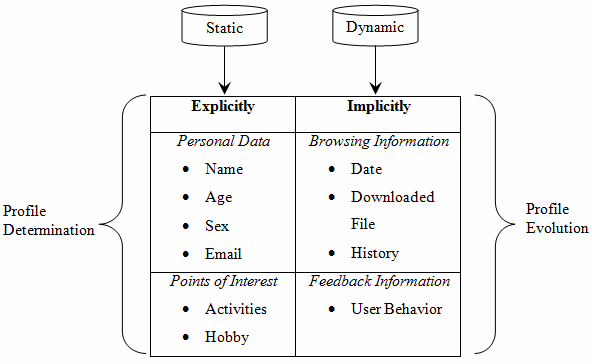 Static
Dynamic
Explicitly
Implicitly
Personal Data
• Name
• Age
• Sex
• Email
Browsing Information
• Date
• Downloaded
File
• History
Points of Interest
• Activities
• Hobby
Feedback Information
• User Behavior
Profile
Determination
Profile
Evolution